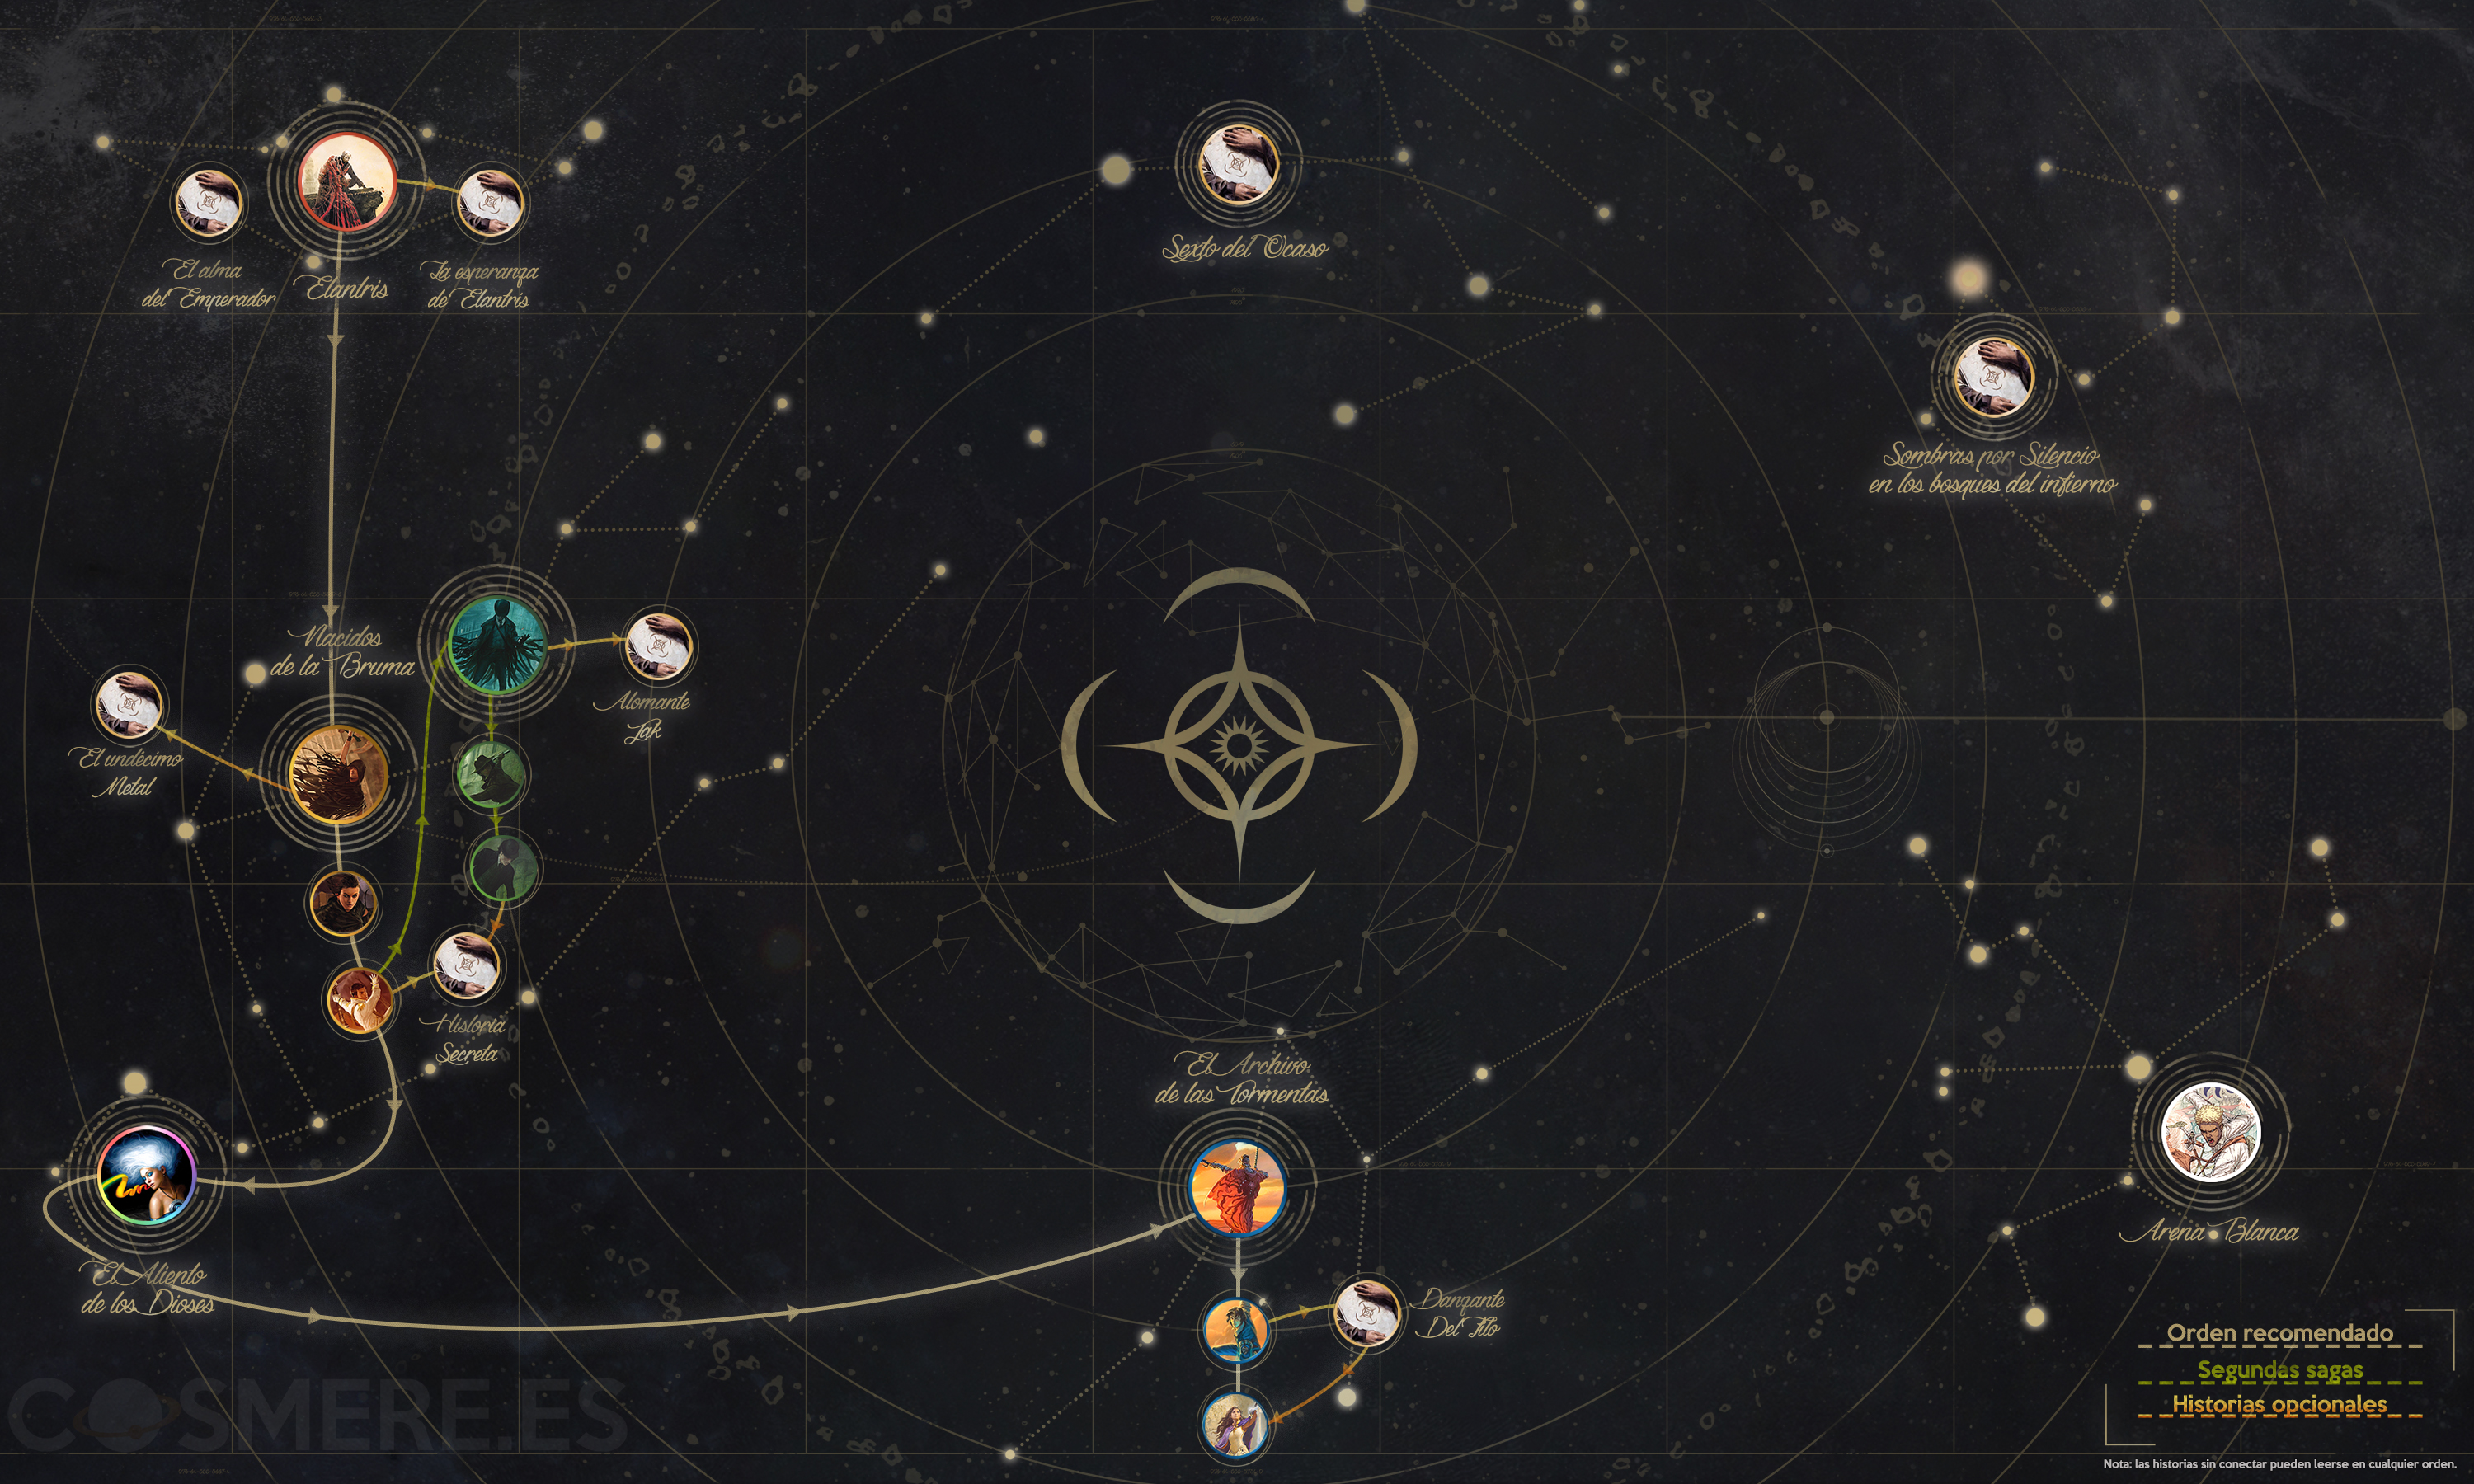 El alma
del Emperador
Elantris
La esperanza
de Elantris
Sexto del Ocaso
Sombras por Silencio
en los bosques del infierno
Nacidos
de la Bruma
Alomante
Jak
El undécimo
Metal
Historia
Secreta
El Archivo
de las Tormentas
El Aliento
de los Dioses
Danzante
Del Filo
Arena Blanca
Orden recomendado
Segundas sagas
Historias opcionales
Nota: las historias sin conectar pueden leerse en cualquier orden.
COSMERE.ES